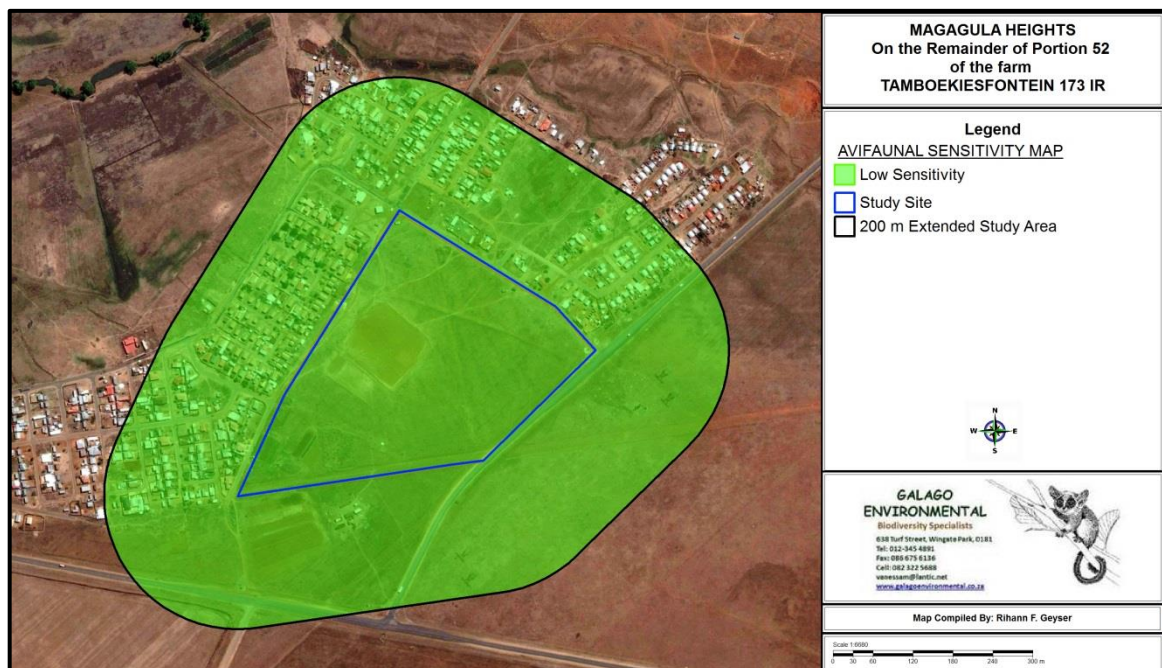 MAGAGULA HEIGHTS
On the Remainder of Portion 52
of the farm
TAMBOEKIESFONTEIN 173 IR
Legend
AVIFAUNAL SENSITIVITY MAP
Low Sensitivity
Study Site
200 m Extended Study Area
N
W E
S
GALAGO
ENVIRONMENTAL
Biodiversity Specialists
638 Turf Street, Wingate Park, 0181
Tel: 012-345 4891
Fax: 086 675 6136
Cell: 082 322 5688
vanessam@lantic.net
www.galagoenvironmental.co.za
Map Compiled By: Rihann F. Geyser
Scale 1:6660
0 30 60 120 180 240 300 m